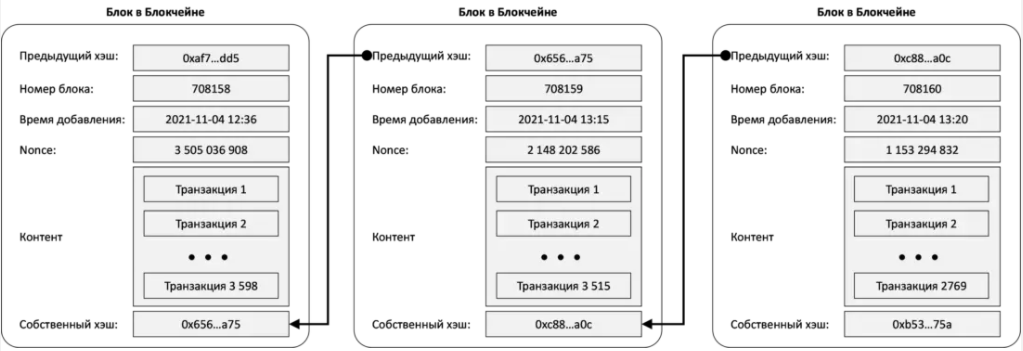 Блок в Блокчейне
Предыдущий хэш: 0xaf7...dd5
Номер блока: 708158
Время добавления: 2021-11-04 12:36
Nonce: 3 505 036 908
Транзакция 1
Транзакция 2
Контент
Транзакция 3 598
Собственный хэш: 0x656...a75
Блок в Блокчейне
Предыдущий хэш: 0x656...a75
Номер блока: 708159
Время добавления: 2021-11-04 13:15
Nonce: 2 148 202 586
Транзакция 1
Транзакция 2
Контент
Транзакция 3 515
Собственный хэш: 0xc88...a0c
Блок в Блокчейне
Предыдущий хэш: 0xc88...a0c
Номер блока: 708160
Время добавления: 2021-11-04 13:20
Nonce: 1 153 294 832
Транзакция 1
Транзакция 2
Контент
Транзакция 2769
Собственный хэш: 0xb53...75a